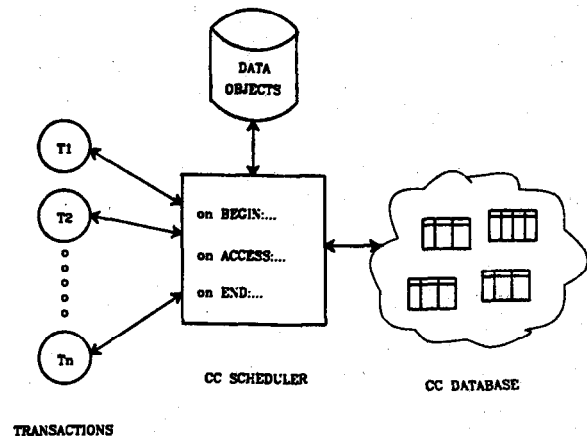 DATA
OBJECTS
T1
T2
Tn
on BEGIN:...
on ACCESS:...
on END:...
CC SCHEDULER
CC DATABASE
TRANSACTIONS